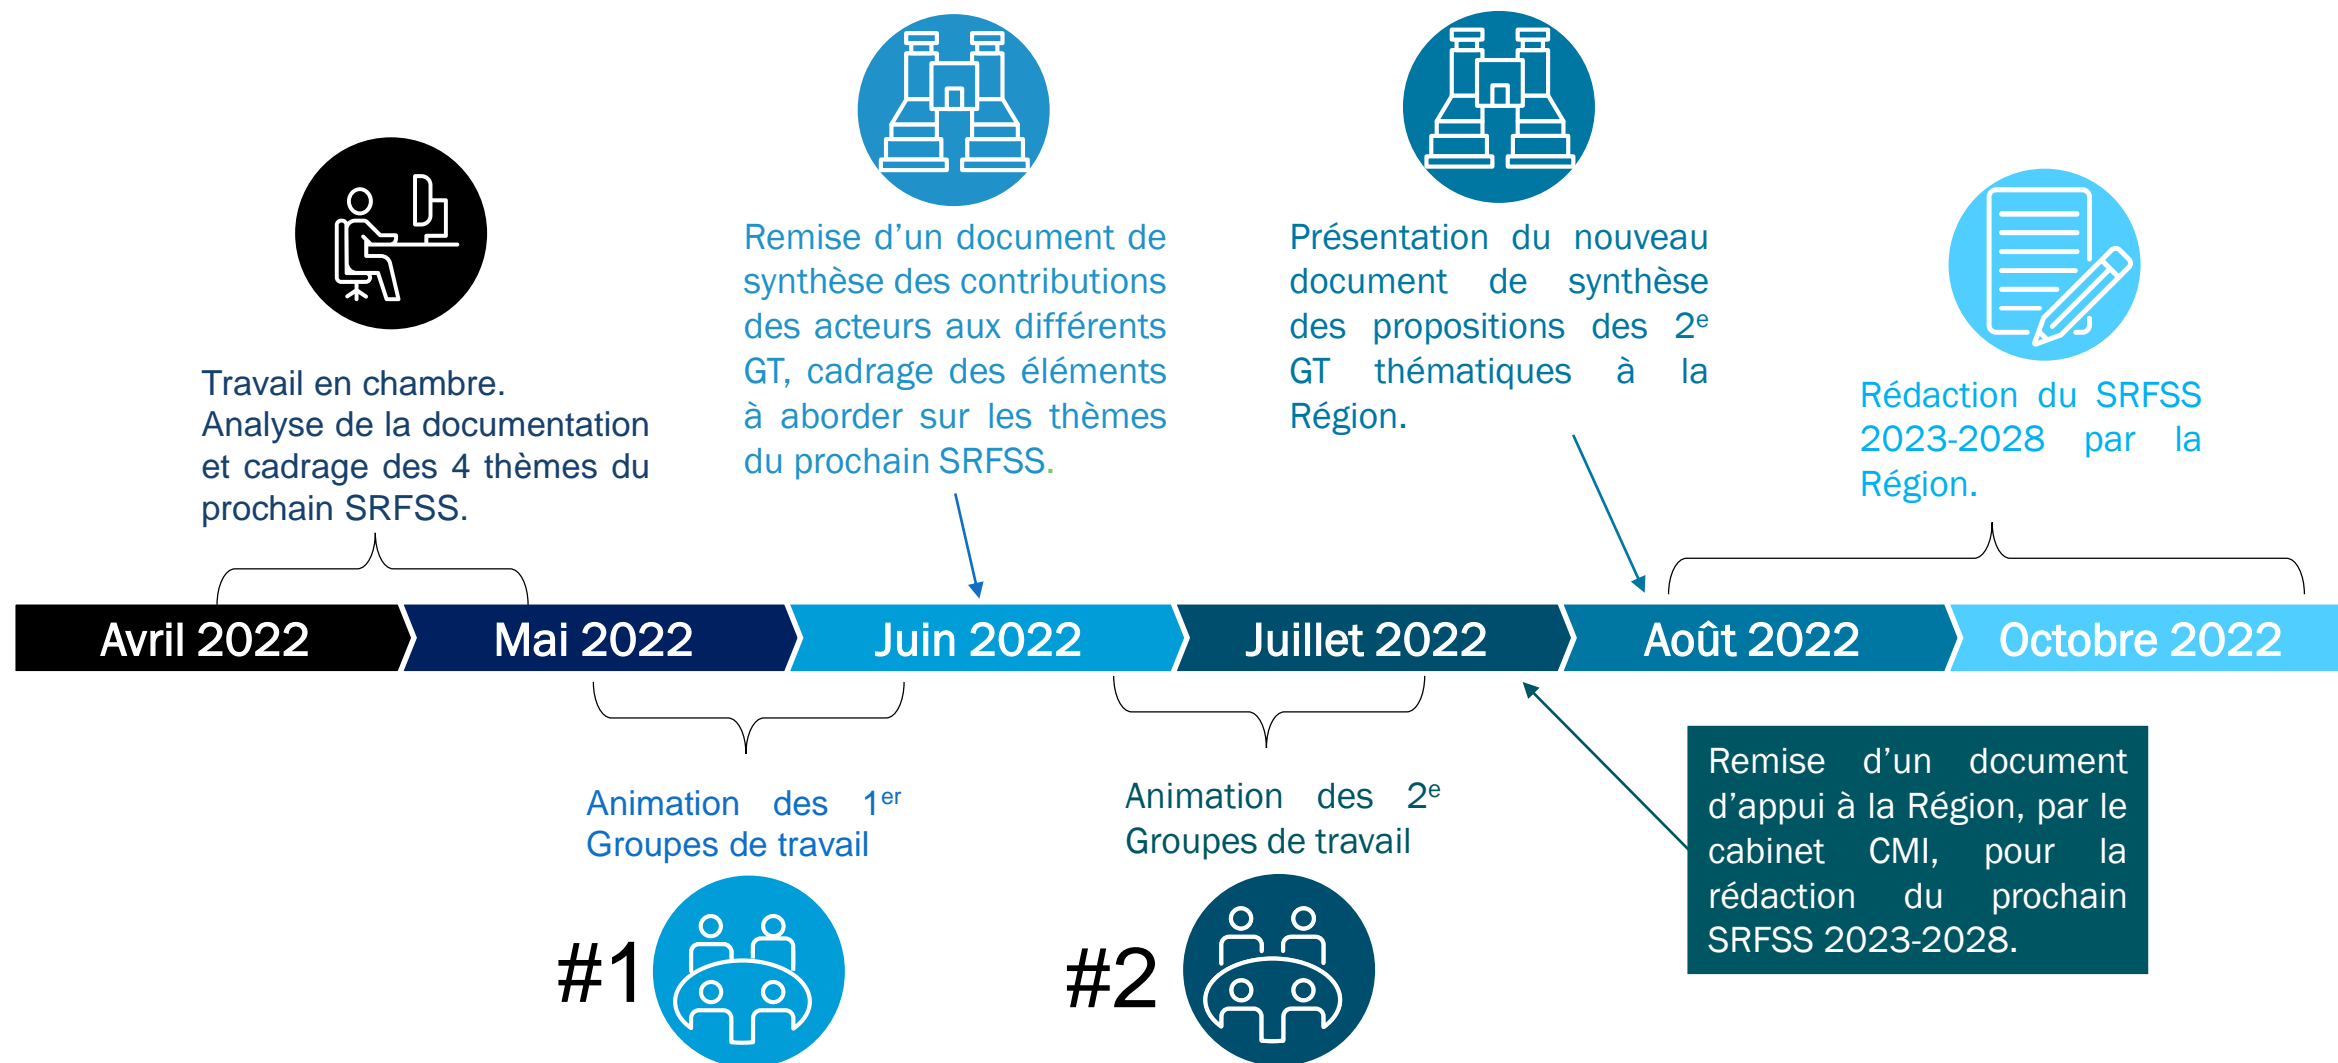 Travail en chambre.
Analyse de la documentation
et cadrage des 4 thèmes du
prochain SRFSS.
Remise d’un document de
synthèse des contributions
des acteurs aux différents
GT, cadrage des éléments
à aborder sur les thèmes
du prochain SRFSS.
Présentation du nouveau
document de synthèse
des propositions des 2e
GT thématiques à la
Région.
Rédaction du SRFSS
2023-2028 par la
Région.
Avril 2022
Mai 2022
Juin 2022
Juillet 2022
Août 2022
Octobre 2022
Animation des 1er
Groupes de travail
#1
Animation des 2e
Groupes de travail
#2
Remise d’un document
d’appui à la Région, par le
cabinet CMI, pour la
rédaction du prochain
SRFSS 2023-2028.